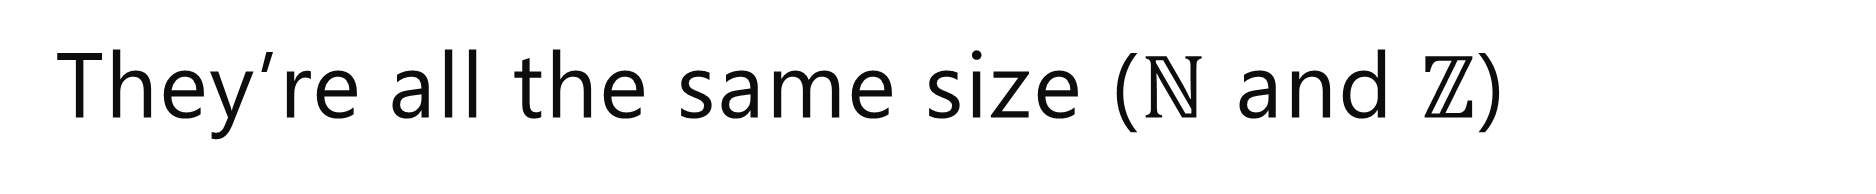 They’re all the same size (ℕ and ℤ)